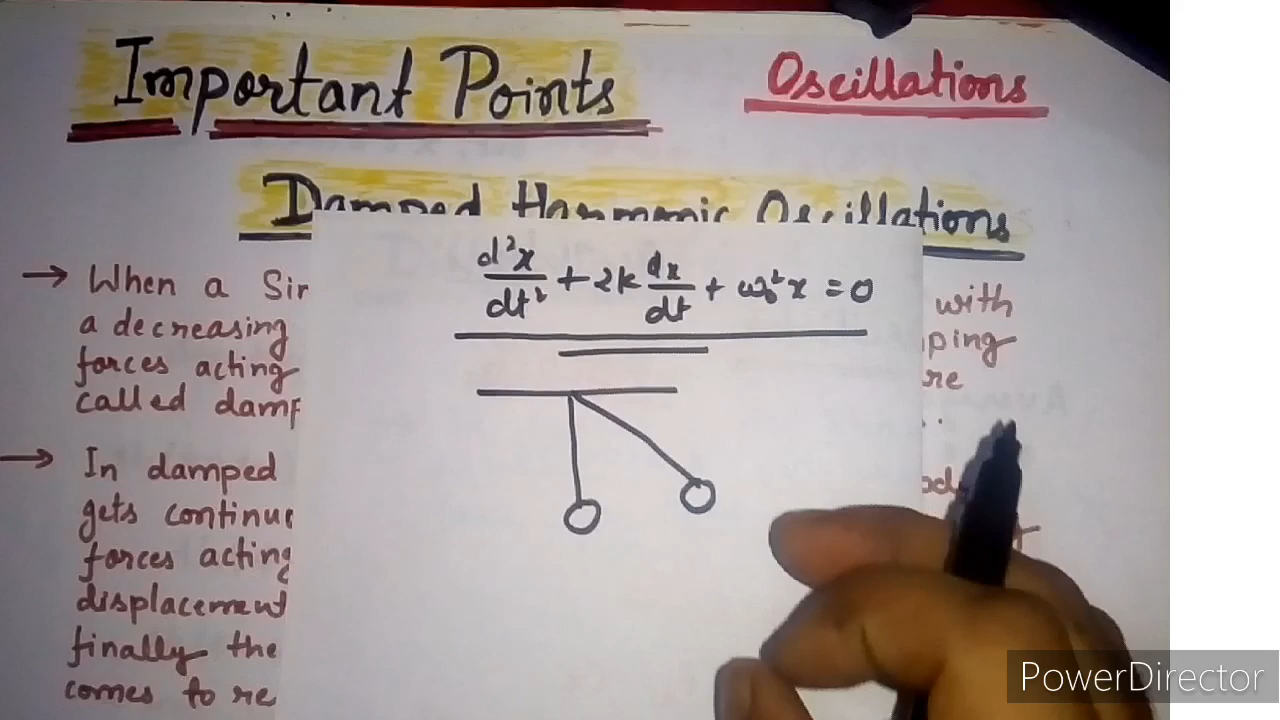 Important Points
Oscillations
Damped Harmonic Oscillations
d²x/dt² + 2k dx/dt + ω₀²x = 0
→ When a Sim
with
a decreasing
ping
forces acting
re
called damp
→ In damped
gets continu
forces acting
displacement
finally the
comes to re
PowerDirector